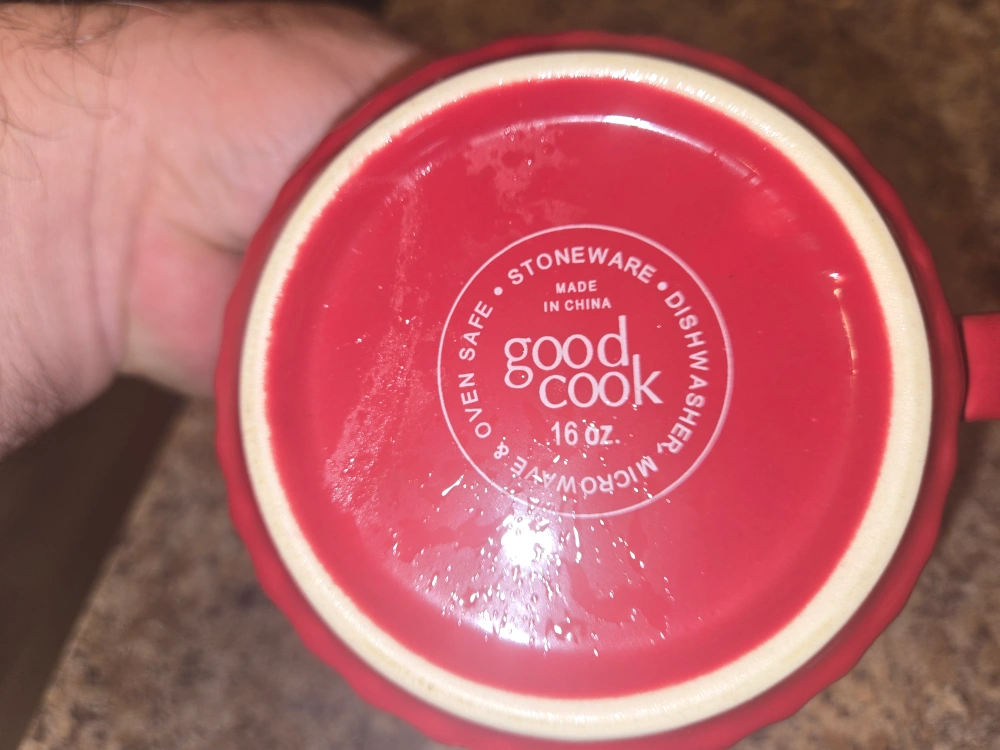 • STONEWARE • DISHWASHER, MICROWAVE & OVEN SAFE
MADE
IN CHINA
good
cook
16 oz.